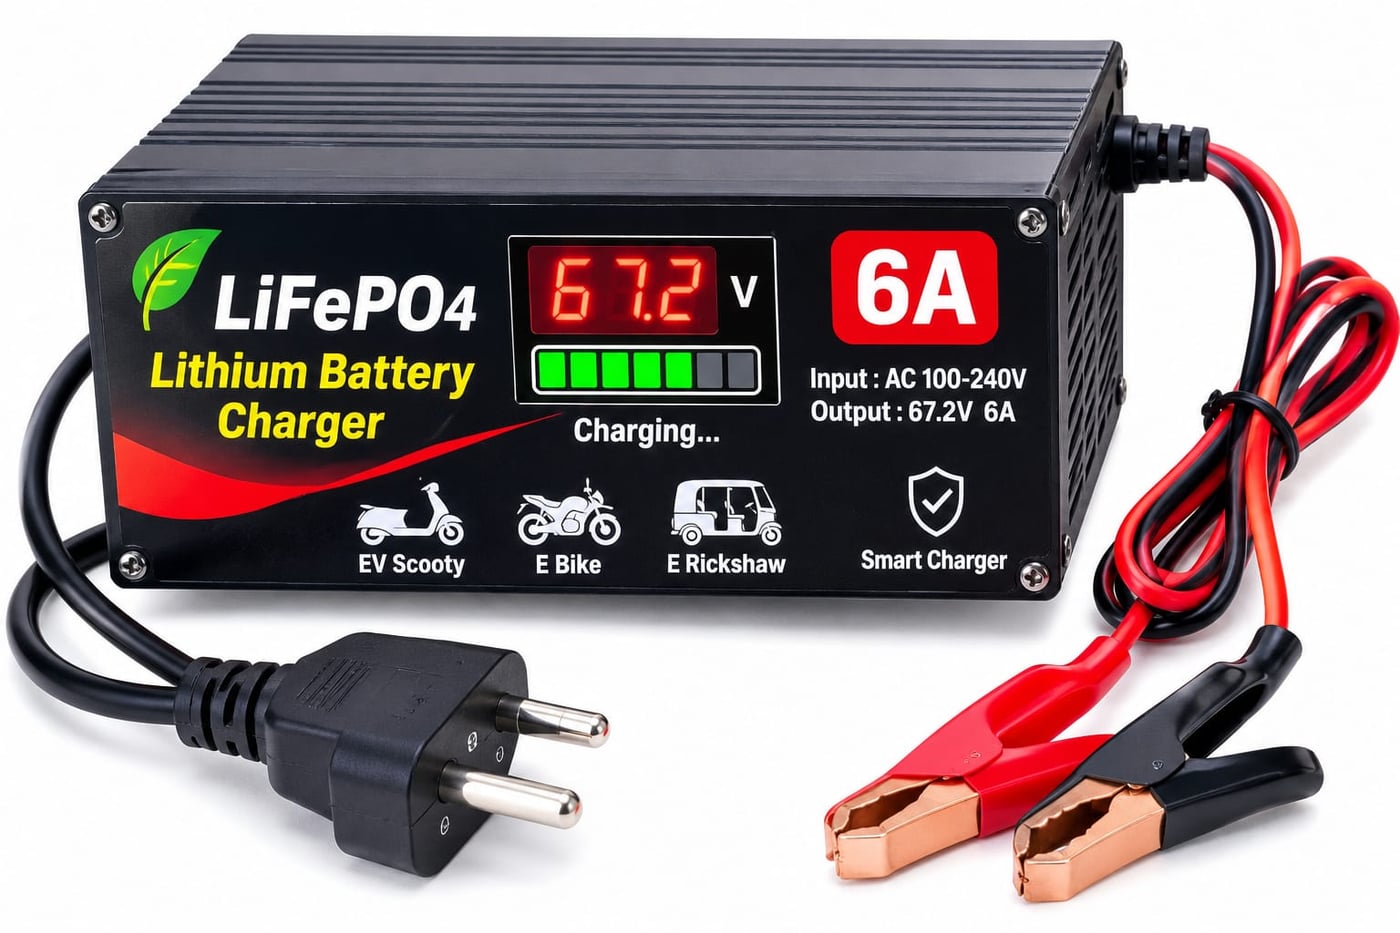 LiFePO4
Lithium Battery
Charger
67.2 V
Charging...
6A
Input : AC 100-240V
Output : 67.2V 6A
EV Scooty
E Bike
E Rickshaw
Smart Charger